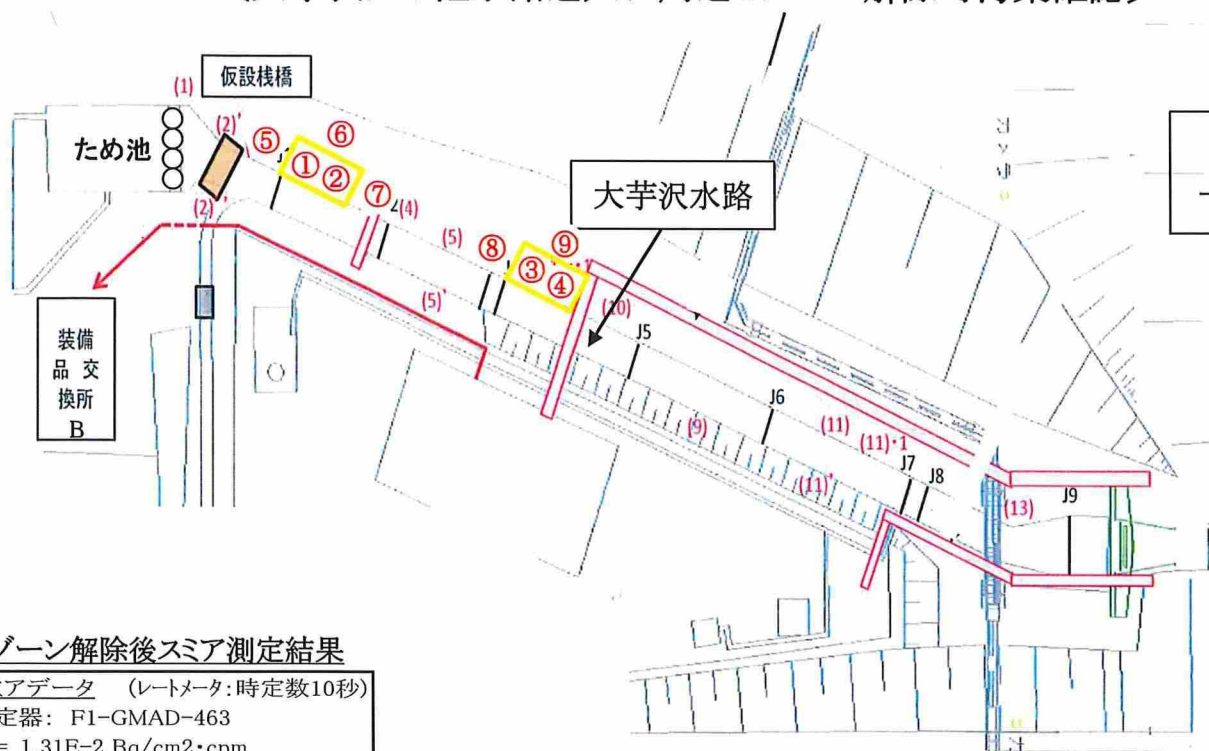 仮設桟橋
(1)
(2)'
ため池
⑤
⑥
①
②
⑦
(4)
(2)'
大芋沢水路
(5)
⑧
⑨
③
④
(5)'
(10)
J5
装備
品 交
換所
B
J6
(9)
(11)
(11)・1
(11)'
J7
J8
(13)
J9
ゾーン解除後スミア測定結果
アデータ (レートメータ:時定数10秒)
定器: F1-GMAD-463
= 1.31E-2 Bq/cm2・cpm